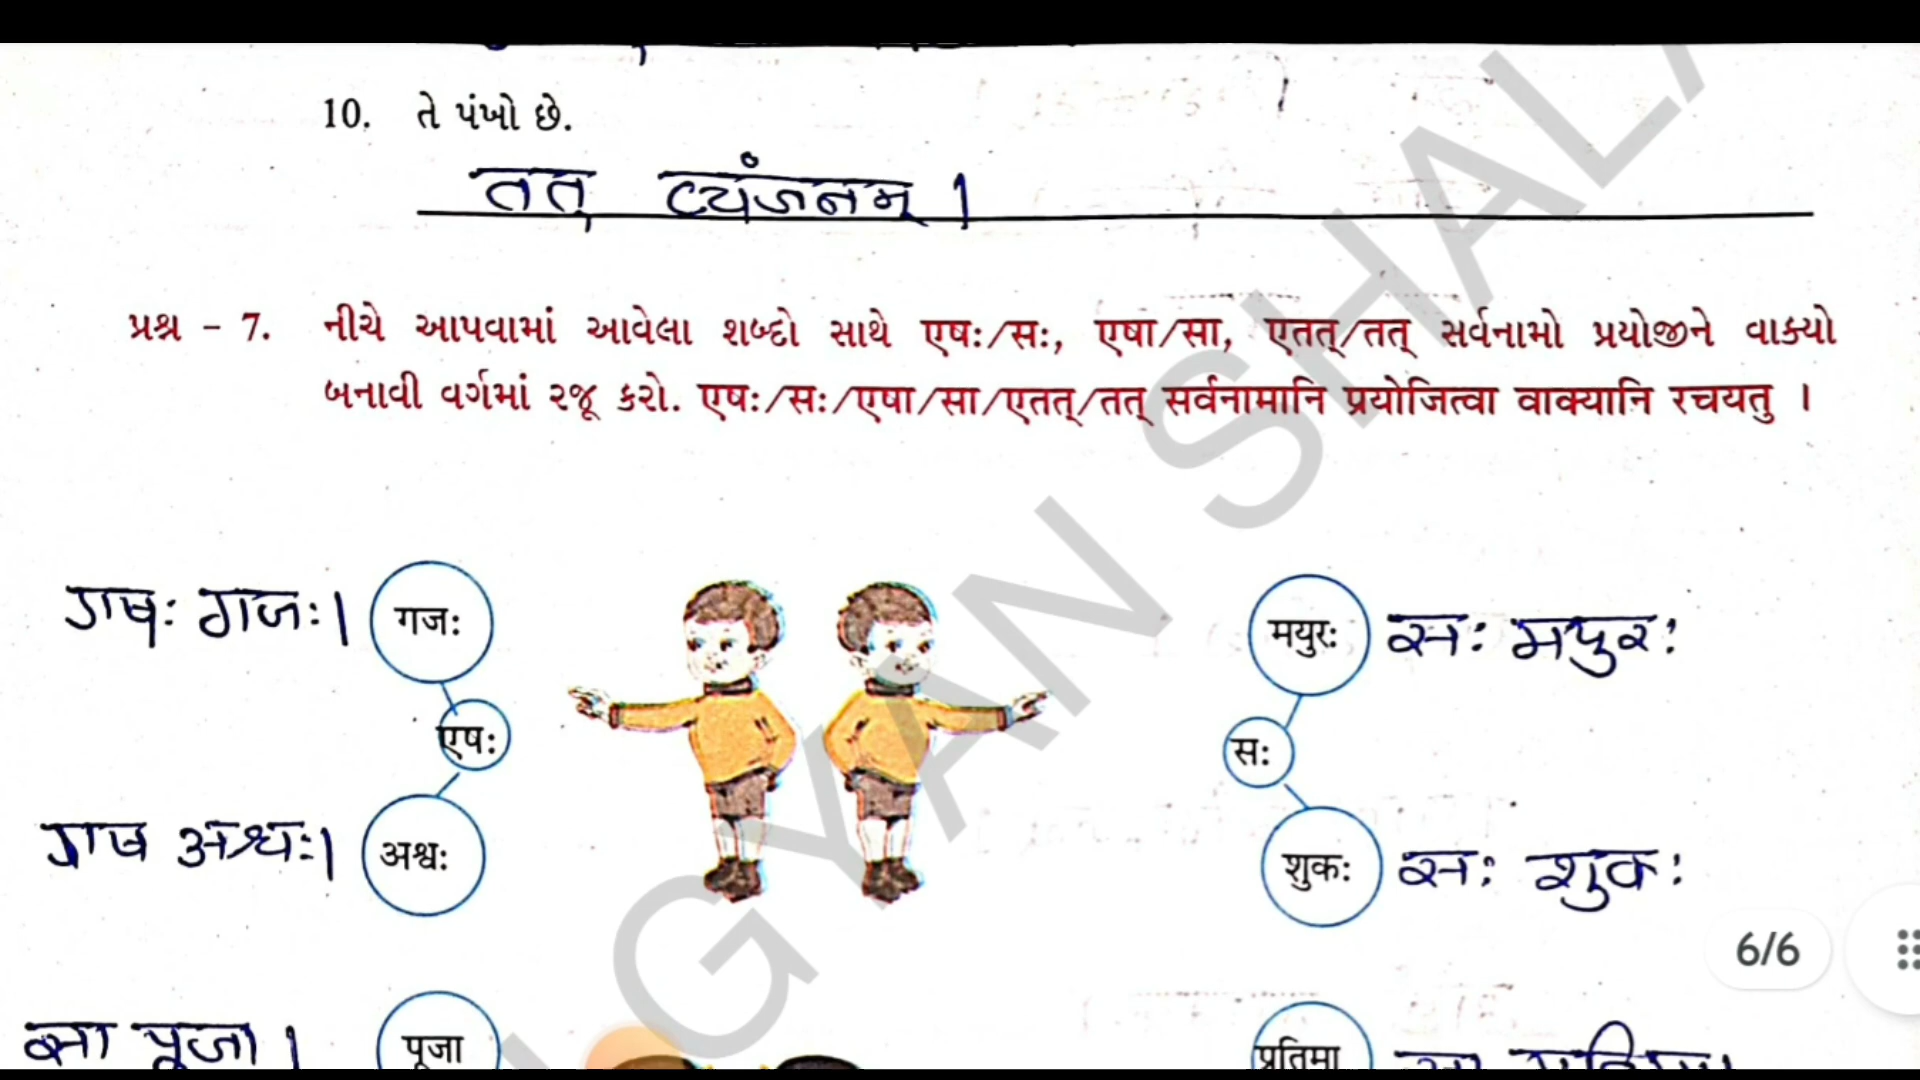 10. તે પંખો છે.
तत् व्यंजनम् ।
પ્રશ્ન - 7. નીચે આપવામાં આવેલા શબ્દો સાથે एषः/सः, एषा/सा, एतत्/तत् સર્વનામો પ્રયોજીને વાક્યો
બનાવી વર્ગમાં રજૂ કરો. एषः/सः/एषा/सा/एतत्/तत् सर्वनामानि प्रयोजित्वा वाक्यानि रचयतु ।
एषः गजः। गजः मयुरः सः मयुरः
एषः सः
एष अश्वः। अश्वः शुकः सः शुकः
6/6
सा पूजा । पूजा प्रतिमा
GYAN SHALA